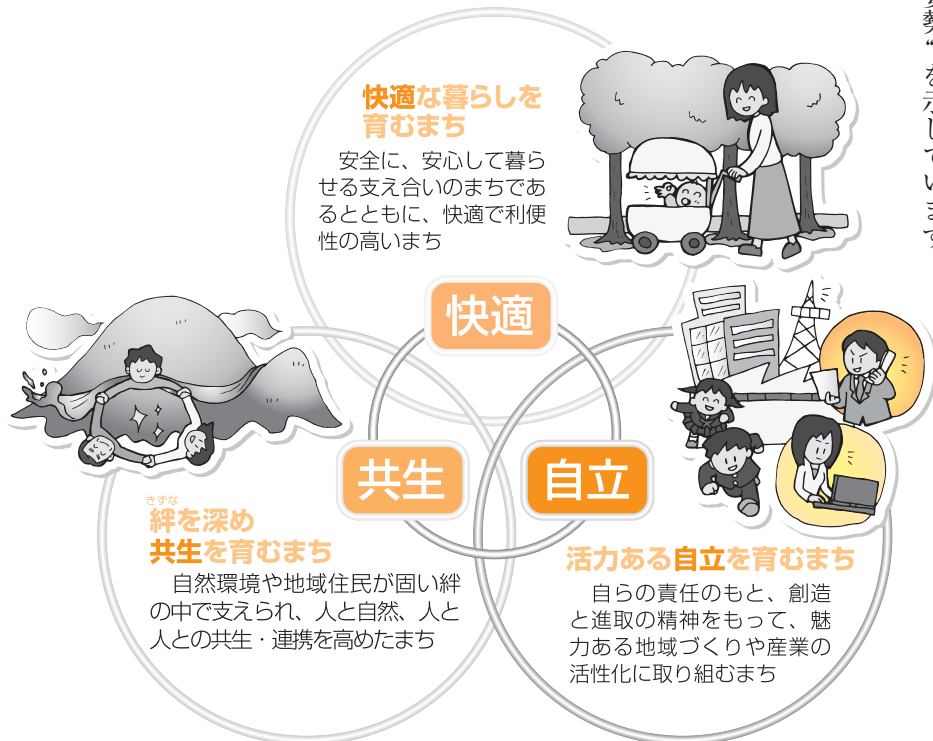 勢“を示しています
快適な暮らしを
育むまち
安全に、安心して暮ら
せる支え合いのまちであ
るとともに、快適で利便
性の高いまち
快適
共生
自立
きずな
絆を深め
共生を育むまち
自然環境や地域住民が固い絆
の中で支えられ、人と自然、人と
人との共生・連携を高めたまち
活力ある自立を育むまち
自らの責任のもと、創造
と進取の精神をもって、魅
力ある地域づくりや産業の
活性化に取り組むまち